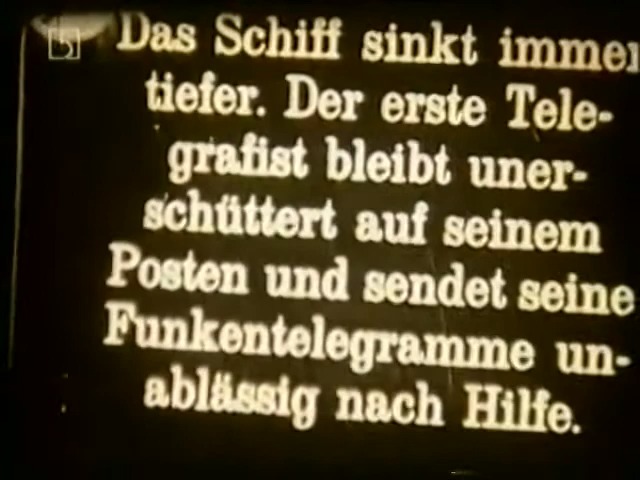 5
Das Schiff sinkt immer
tiefer. Der erste Tele-
grafist bleibt uner-
schüttert auf seinem
Posten und sendet seine
Funkentelegramme un-
ablässig nach Hilfe.